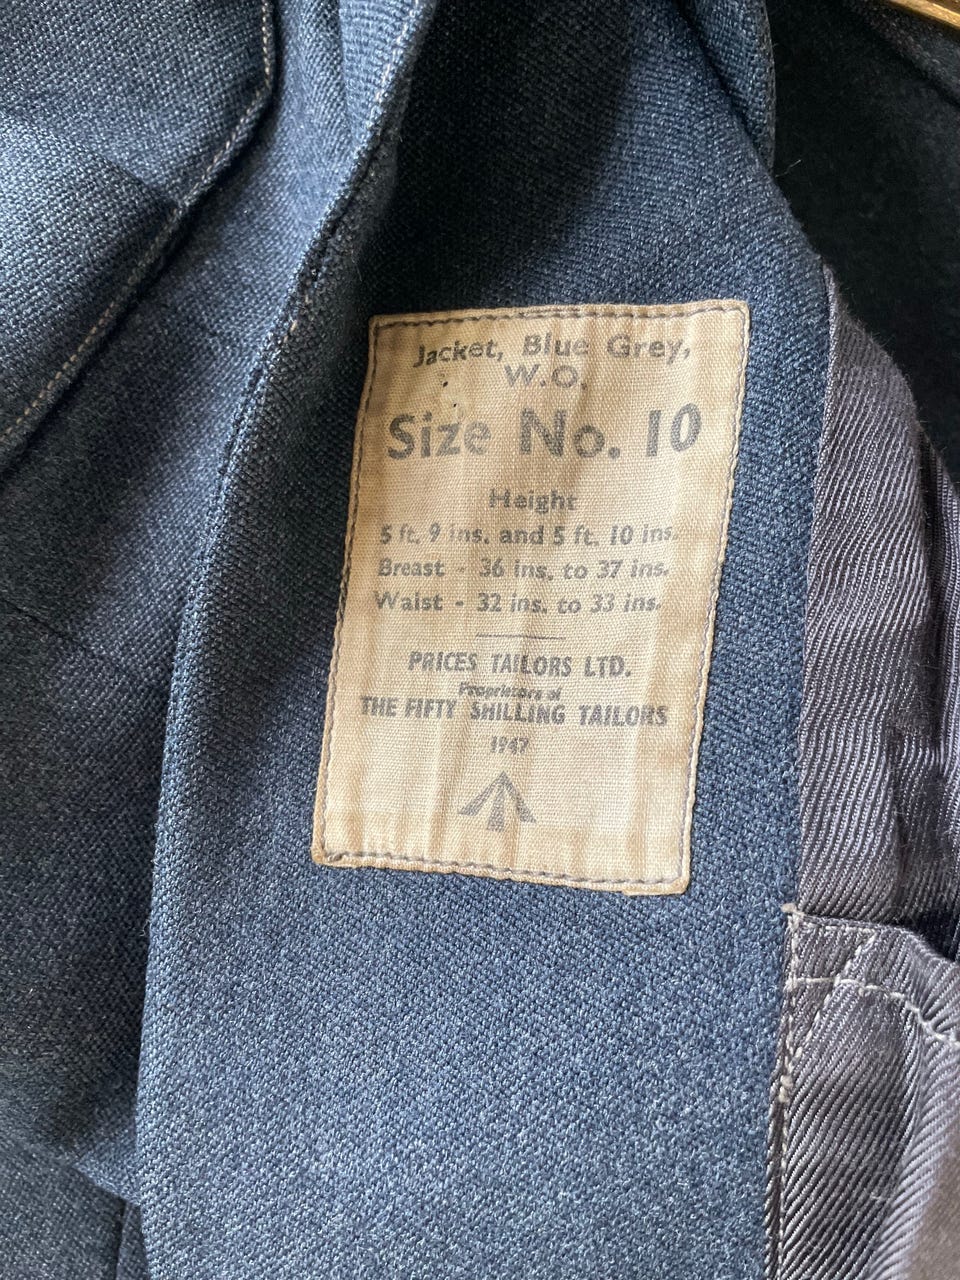 Jacket, Blue Grey,
W.O.
Size No. 10
Height
5 ft. 9 ins. and 5 ft. 10 ins.
Breast - 36 ins. to 37 ins.
Waist - 32 ins. to 33 ins.
PRICES TAILORS LTD.
Proprietors of
THE FIFTY SHILLING TAILORS
1947